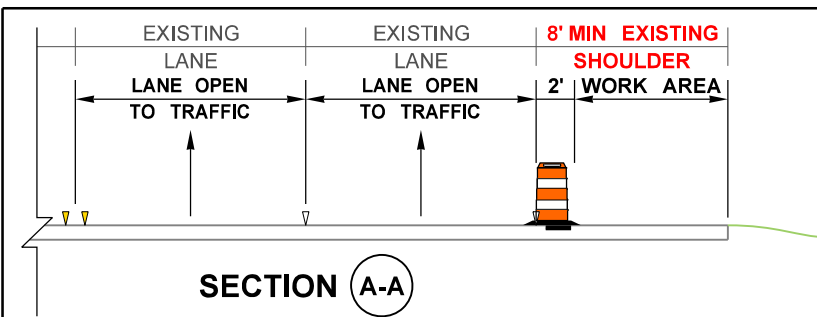 EXISTING EXISTING 8' MIN EXISTING
LANE LANE SHOULDER
LANE OPEN LANE OPEN 2' WORK AREA
TO TRAFFIC TO TRAFFIC
SECTION A-A